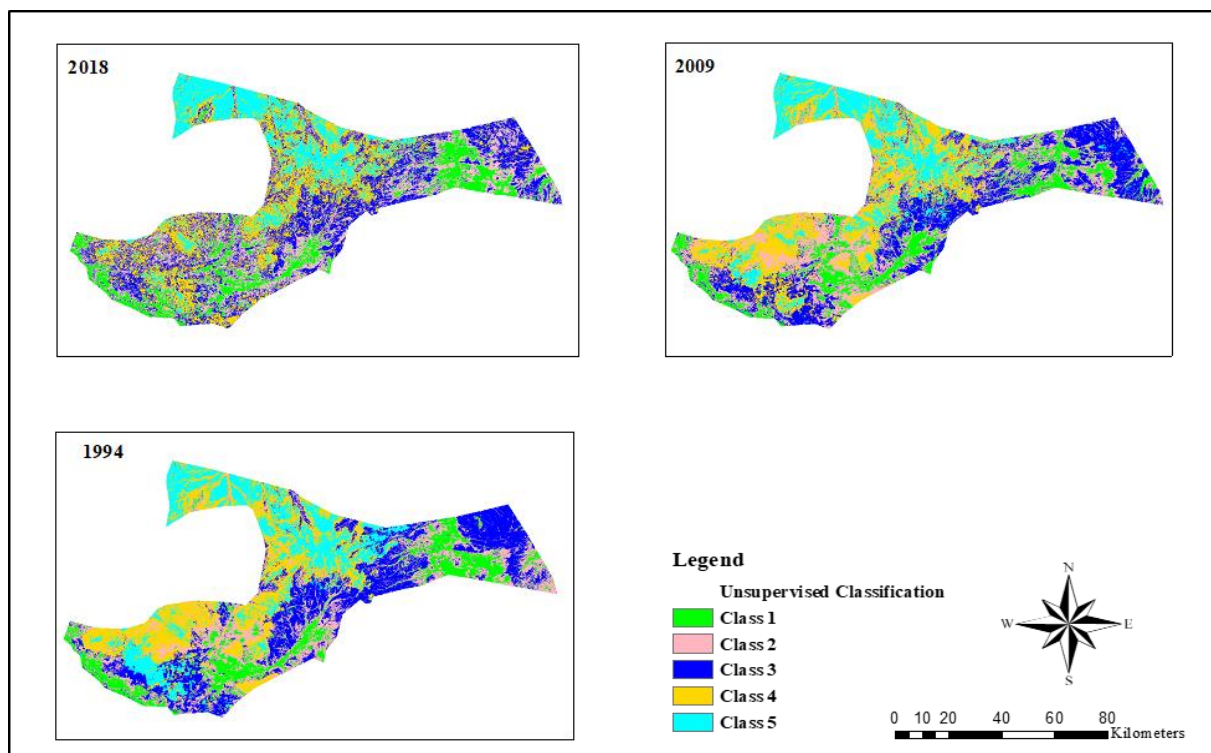 2018
2009
1994
Legend
Unsupervised Classification
Class 1
Class 2
Class 3
Class 4
Class 5
N
W E
S
0 5 10 20 40 60 80
Kilometers